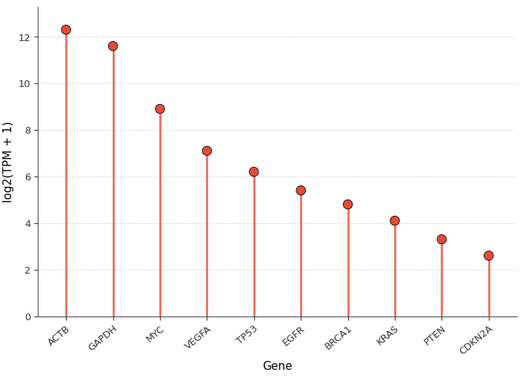 log2(TPM + 1)
12
10
8
6
4
2
0
ACTB
GAPDH
MYC
VEGFA
TP53
EGFR
BRCA1
KRAS
PTEN
CDKN2A
Gene